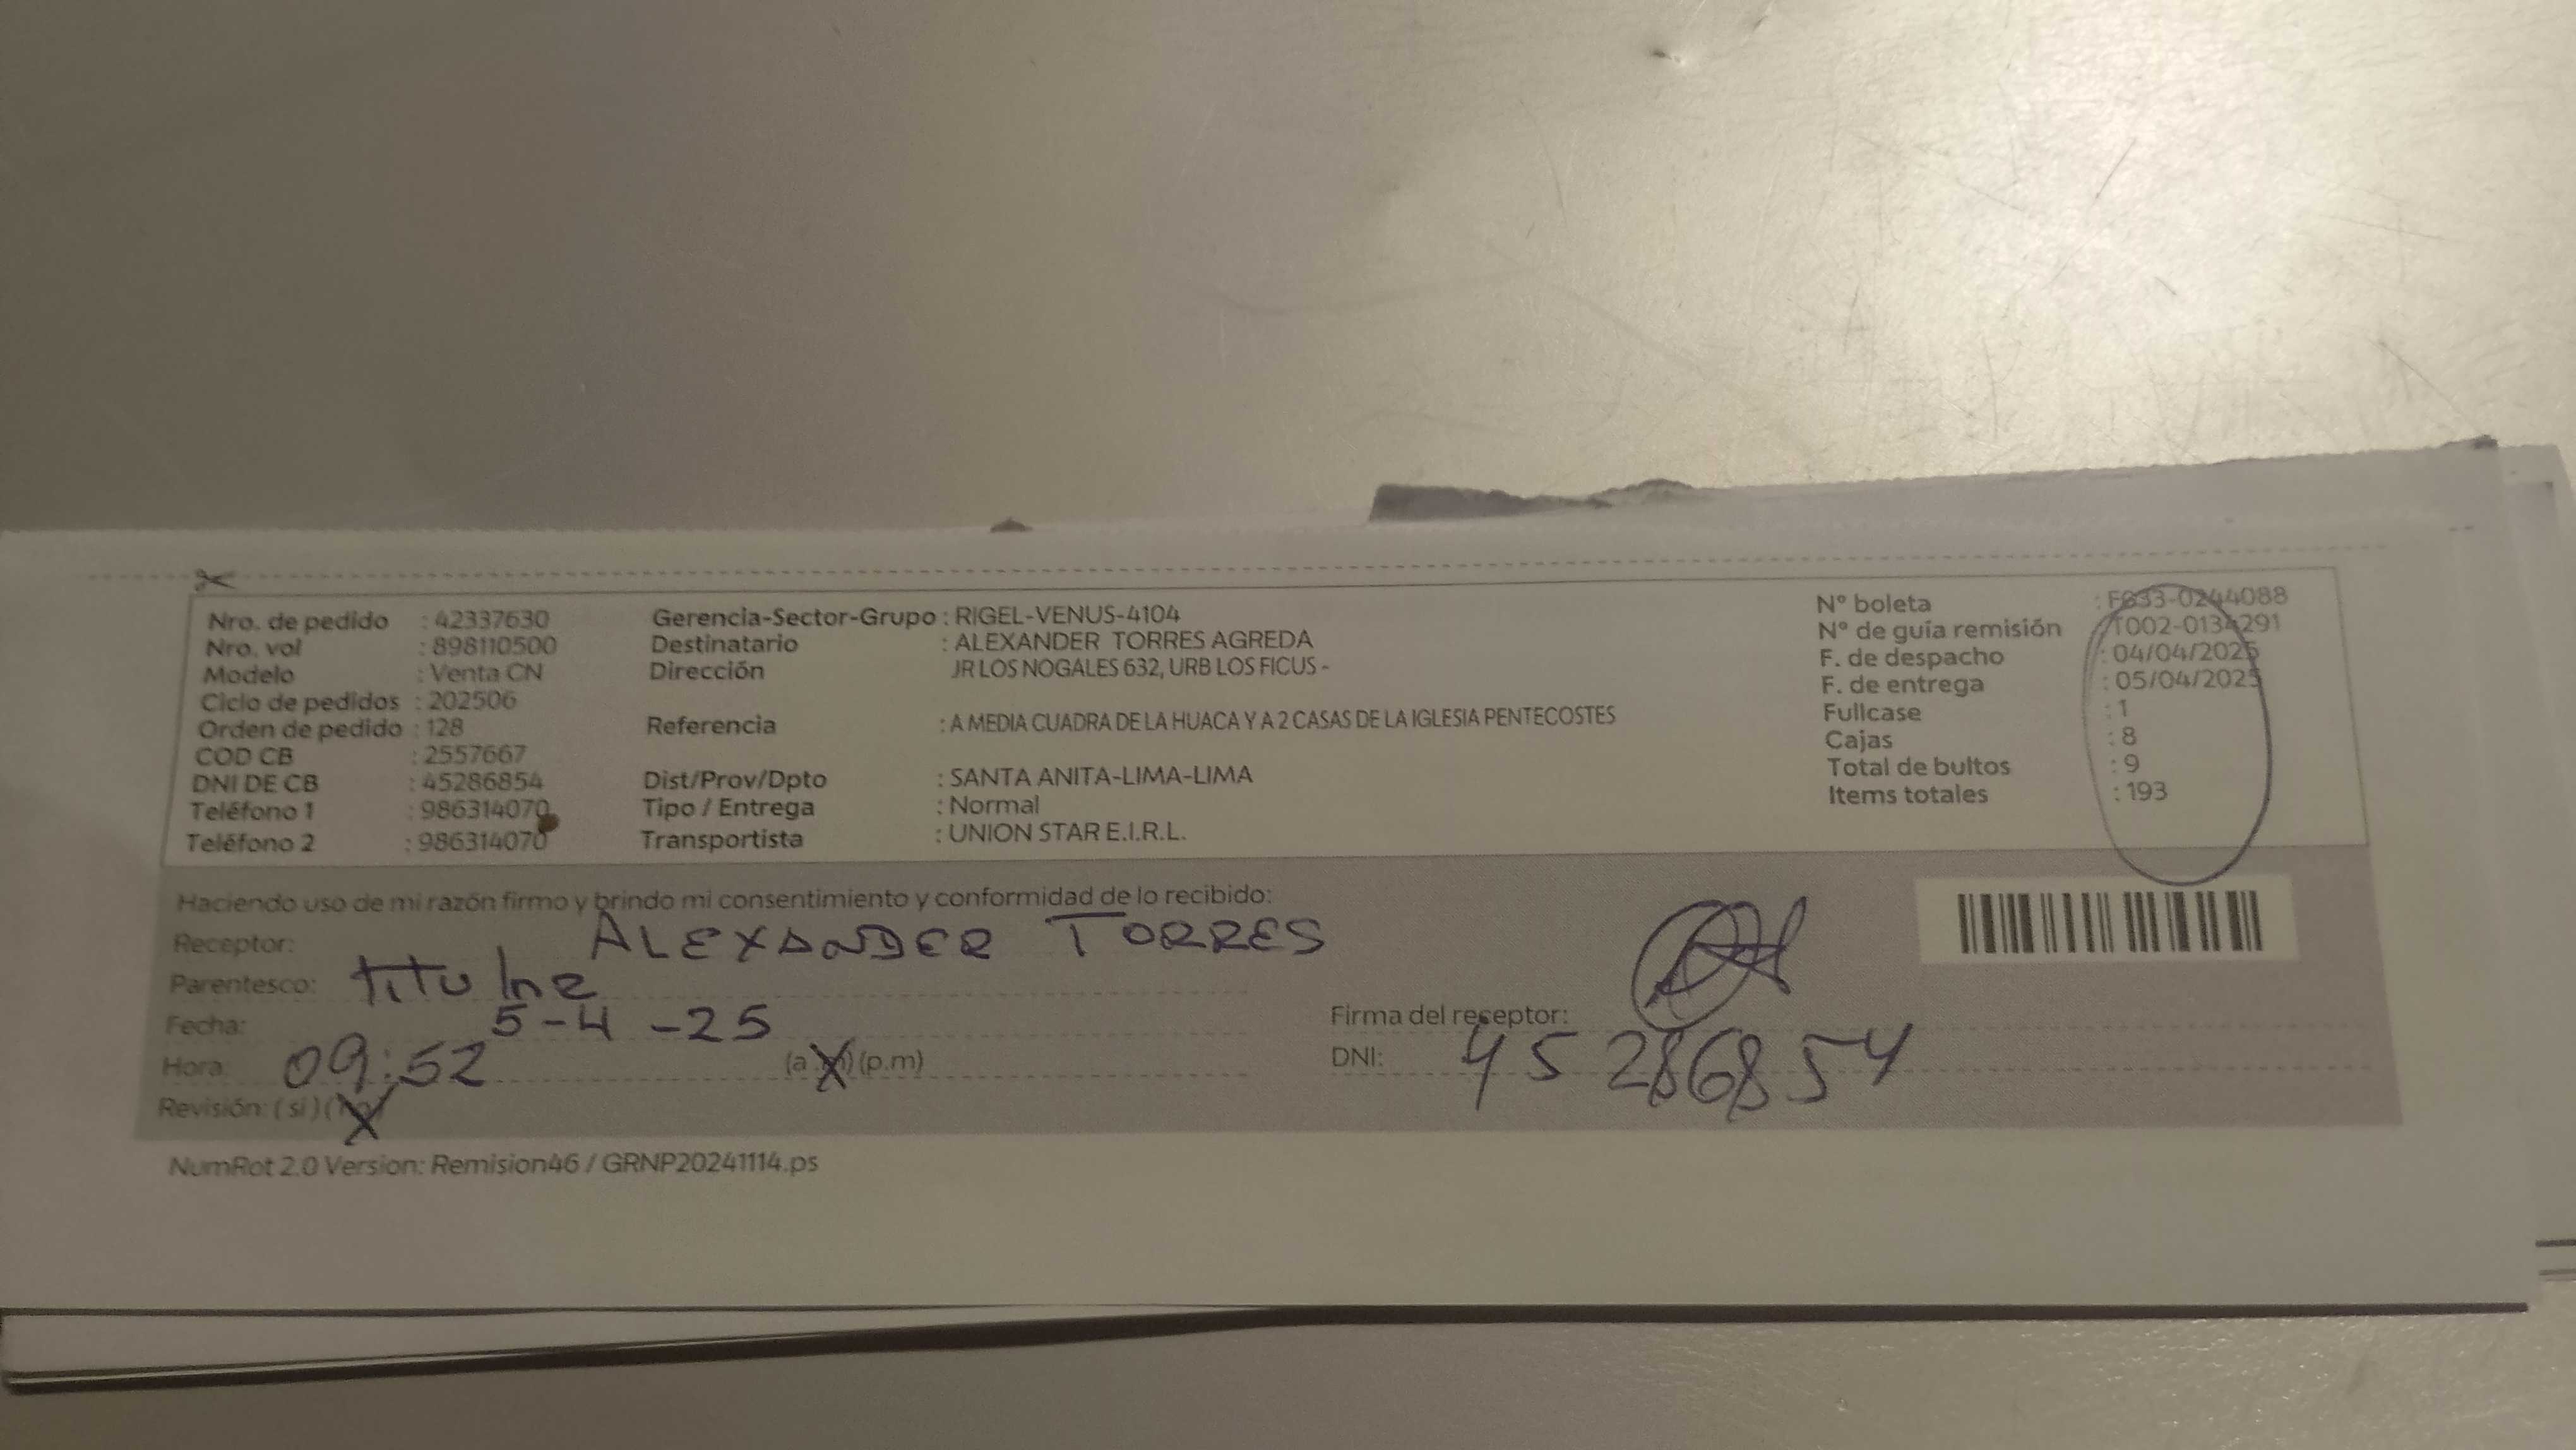 Nro. de pedido : 42337630
Nro. vol : 898110500
Modelo : Venta CN
Ciclo de pedidos : 202506
Orden de pedido : 128
COD CB : 2557667
DNI DE CB : 45286854
Teléfono 1 : 986314070
Teléfono 2 : 986314070
Gerencia-Sector-Grupo : RIGEL-VENUS-4104
Destinatario : ALEXANDER TORRES AGREDA
Dirección JR LOS NOGALES 632, URB LOS FICUS -
Referencia : A MEDIA CUADRA DE LA HUACA Y A 2 CASAS DE LA IGLESIA PENTECOSTES
Dist/Prov/Dpto : SANTA ANITA-LIMA-LIMA
Tipo / Entrega : Normal
Transportista : UNION STAR E.I.R.L.
N° boleta : F633-0244088
N° de guía remisión : T002-0134291
F. de despacho : 04/04/2025
F. de entrega : 05/04/2025
Fullcase : 1
Cajas : 8
Total de bultos : 9
Items totales : 193
Haciendo uso de mi razón firmo y brindo mi consentimiento y conformidad de lo recibido:
Receptor: ALEXANDER TORRES
Parentesco: titular
Fecha: 5-4-25
Hora: 09:52 (a.m) (p.m)
Revisión: (si) (no)
Firma del receptor:
DNI: 45286854
NumRot 2.0 Version: Remision46 / GRNP20241114.ps